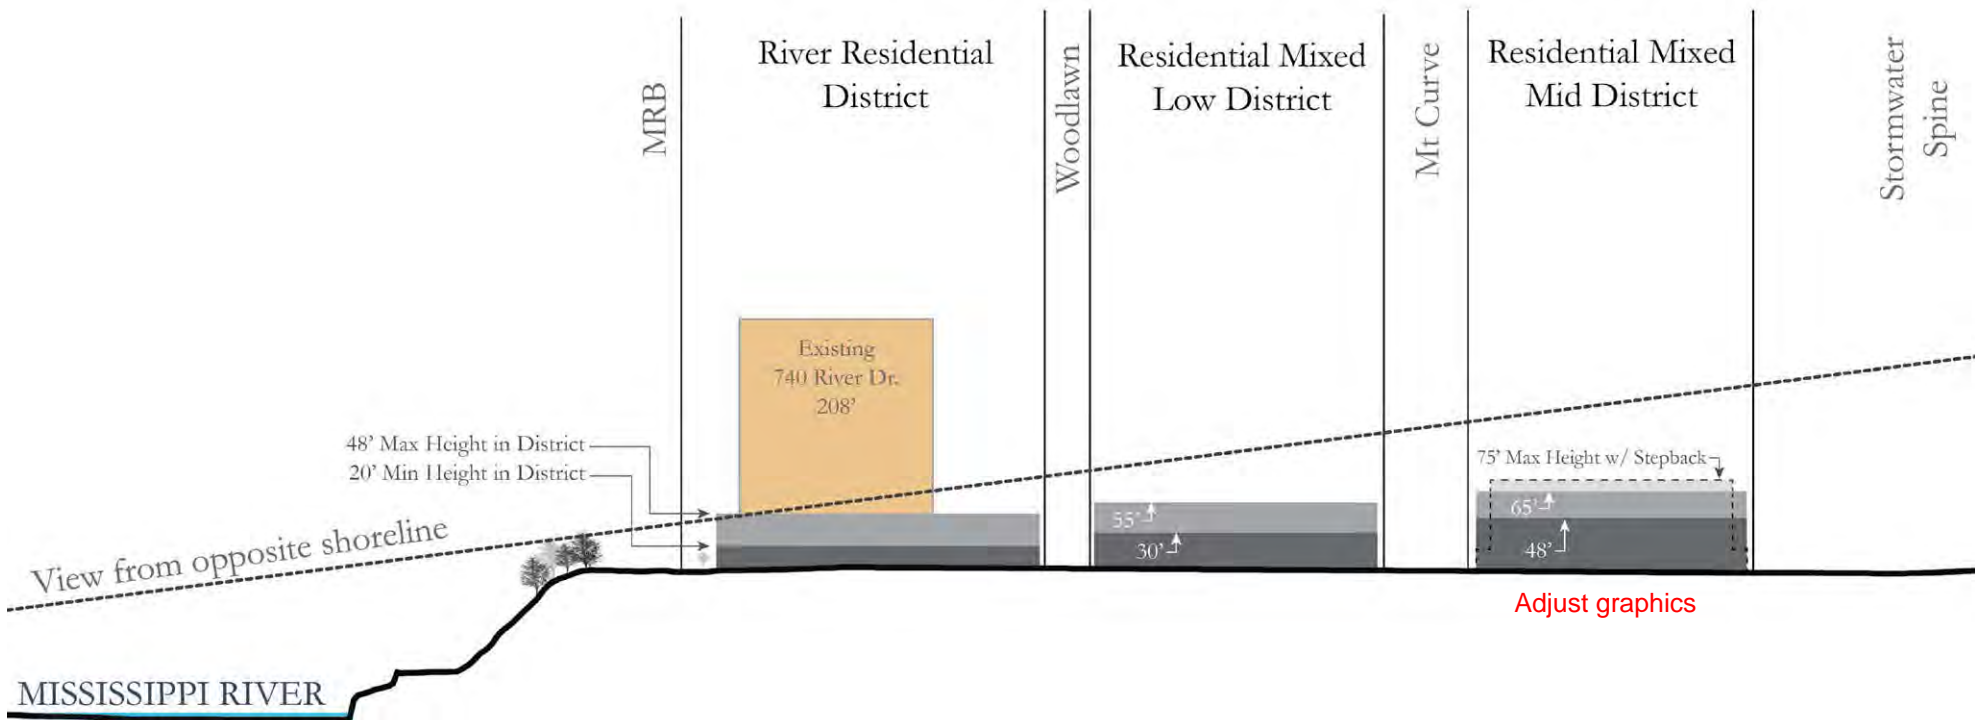 MRB
River Residential
District
Woodlawn
Residential Mixed
Low District
Mt Curve
Residential Mixed
Mid District
Stormwater
Spine
Existing
740 River Dr.
208'
48' Max Height in District
20' Min Height in District
75' Max Height w/ Stepback
55'
30'
65'
48'
View from opposite shoreline
Adjust graphics
MISSISSIPPI RIVER